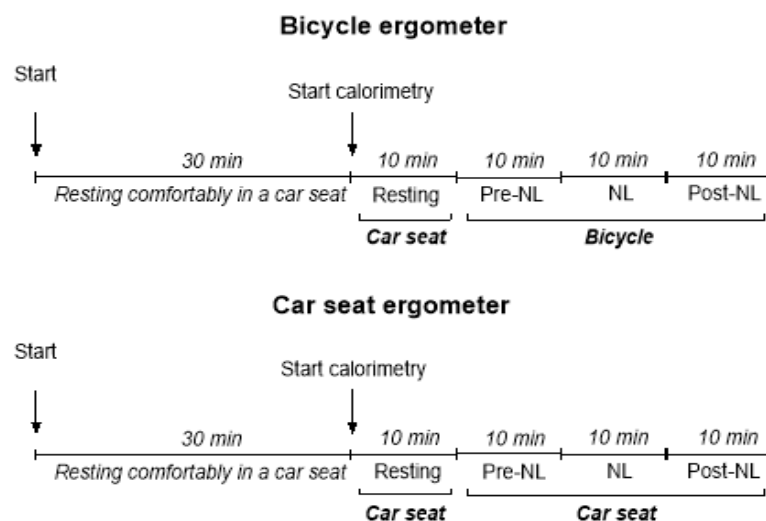 Bicycle ergometer
Start
Start calorimetry
30 min 10 min 10 min 10 min 10 min
Resting comfortably in a car seat Resting Pre-NL NL Post-NL
Car seat Bicycle
Car seat ergometer
Start
Start calorimetry
30 min 10 min 10 min 10 min 10 min
Resting comfortably in a car seat Resting Pre-NL NL Post-NL
Car seat Car seat